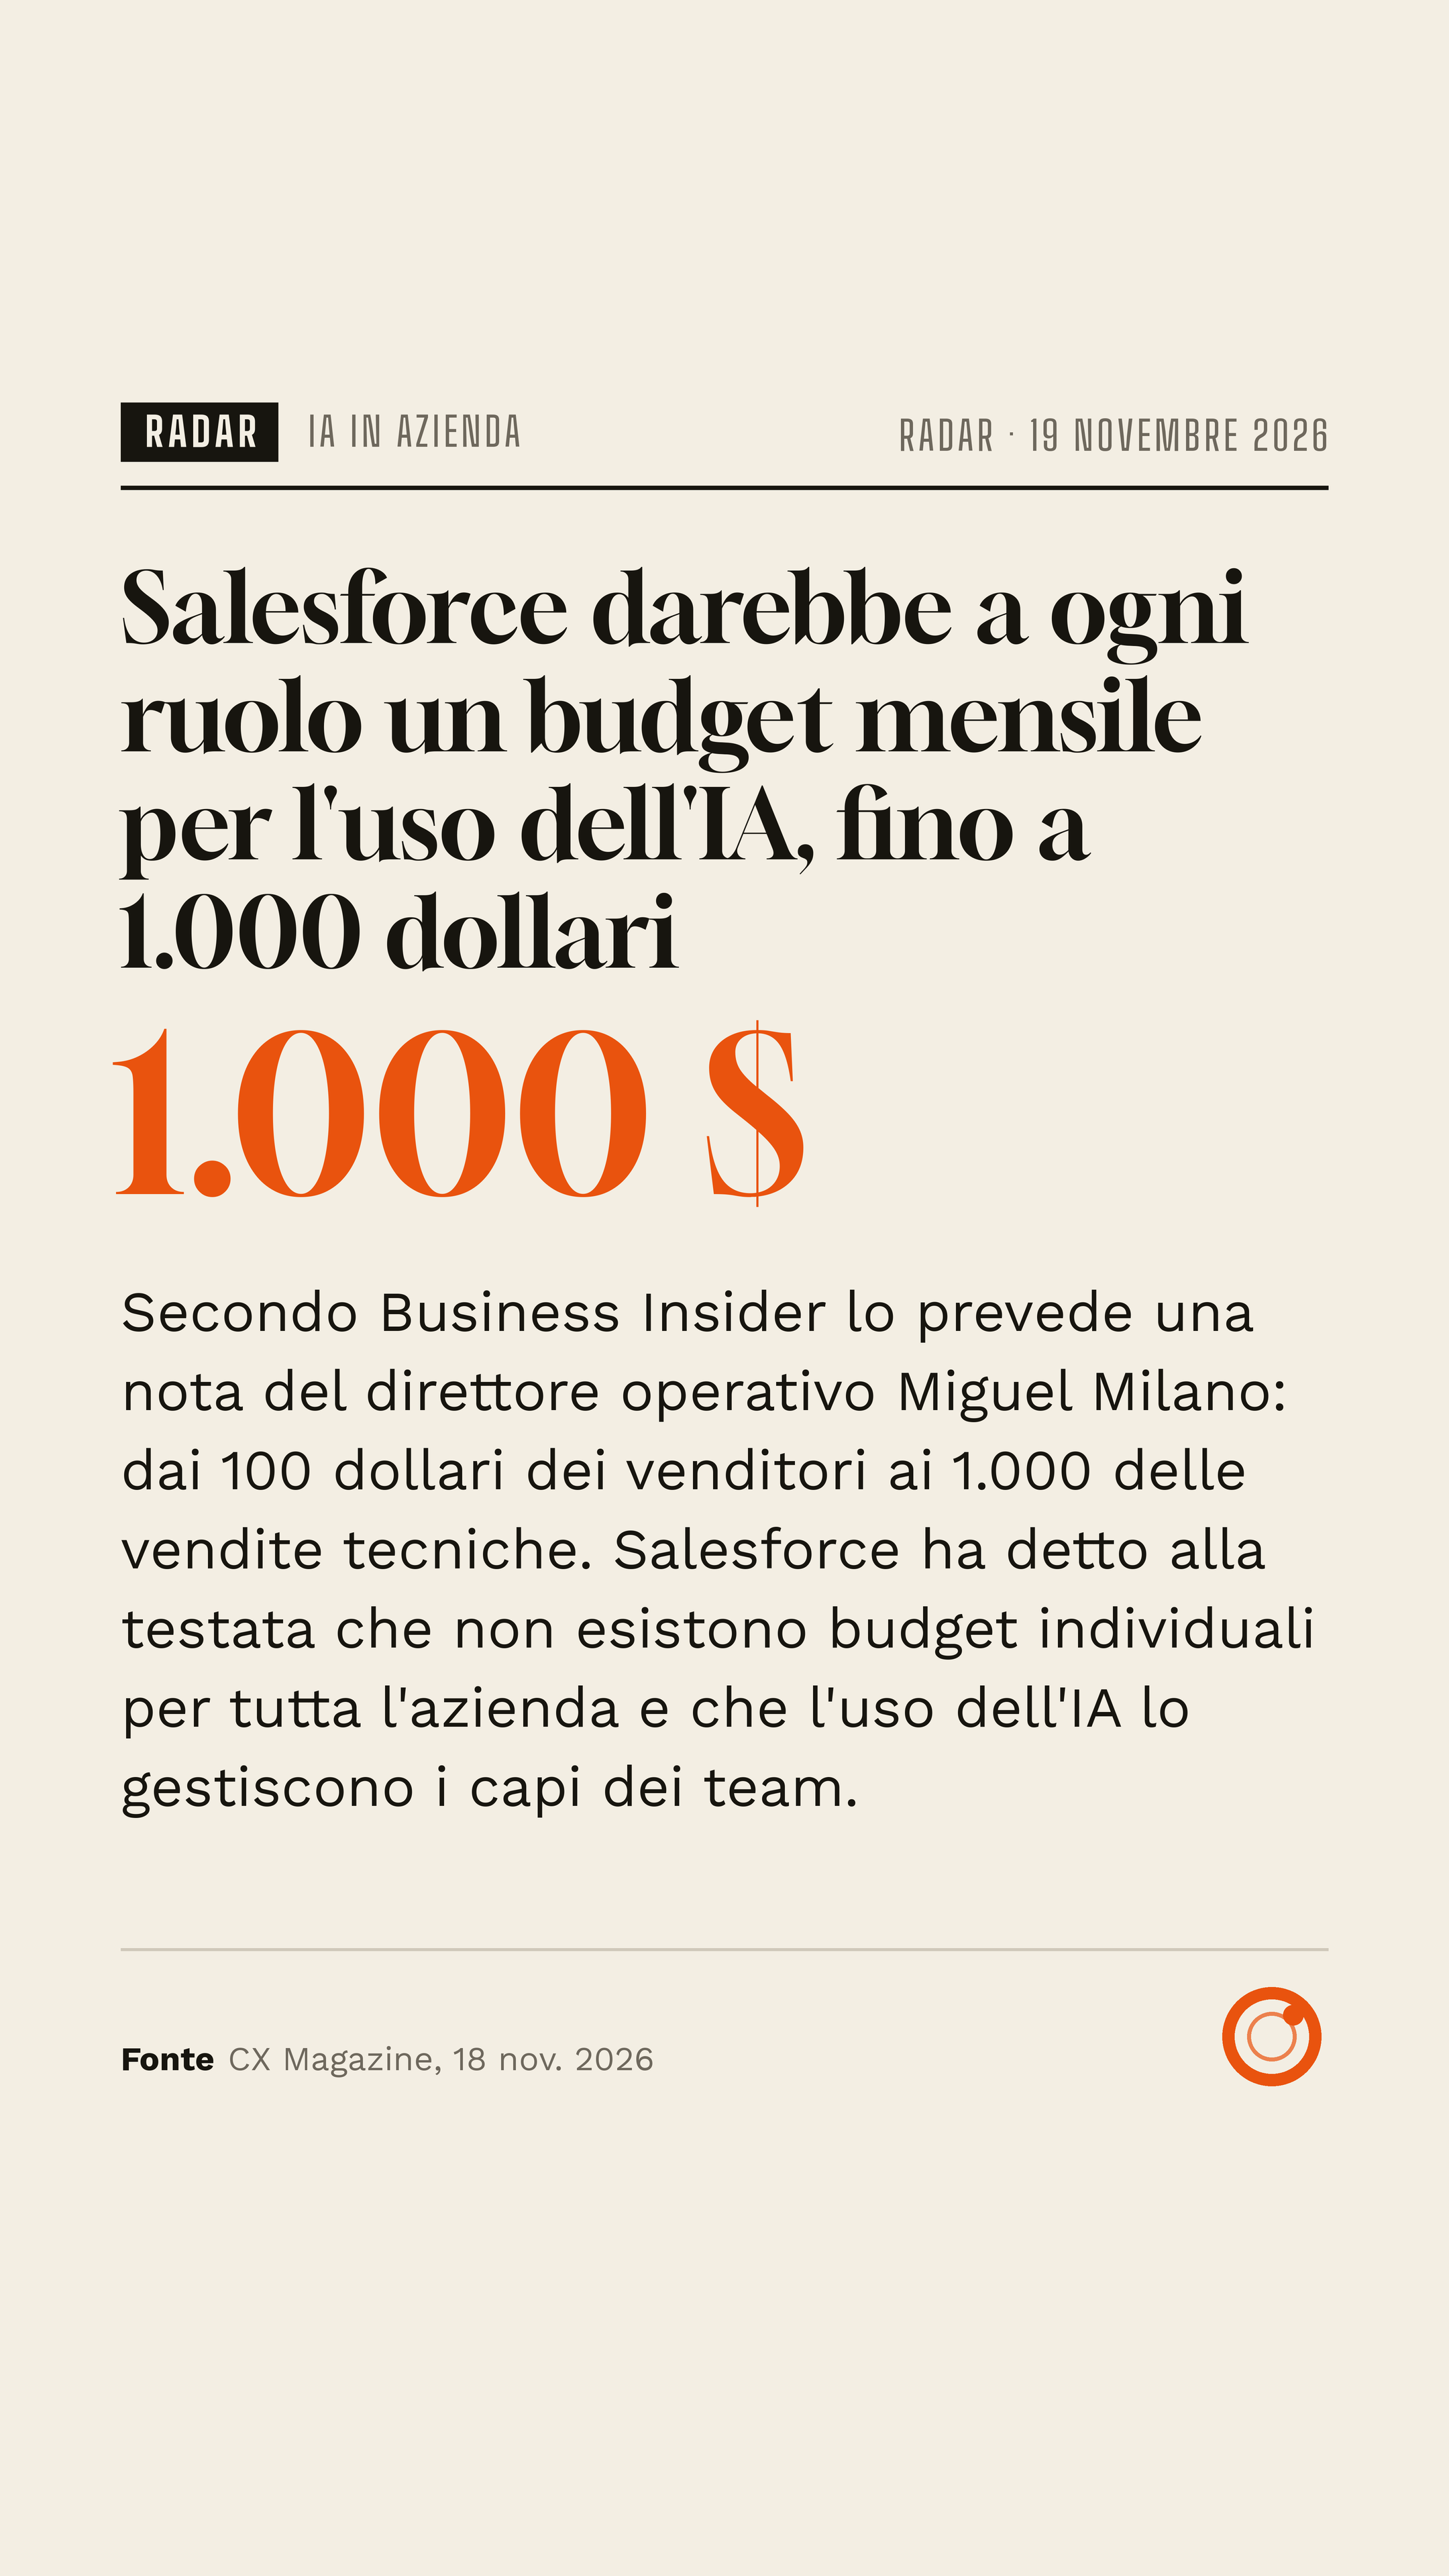 RADAR IA IN AZIENDA RADAR · 19 NOVEMBRE 2026
Salesforce darebbe a ogni
ruolo un budget mensile
per l'uso dell'IA, fino a
1.000 dollari
1.000 $
Secondo Business Insider lo prevede una
nota del direttore operativo Miguel Milano:
dai 100 dollari dei venditori ai 1.000 delle
vendite tecniche. Salesforce ha detto alla
testata che non esistono budget individuali
per tutta l'azienda e che l'uso dell'IA lo
gestiscono i capi dei team.
Fonte CX Magazine, 18 nov. 2026